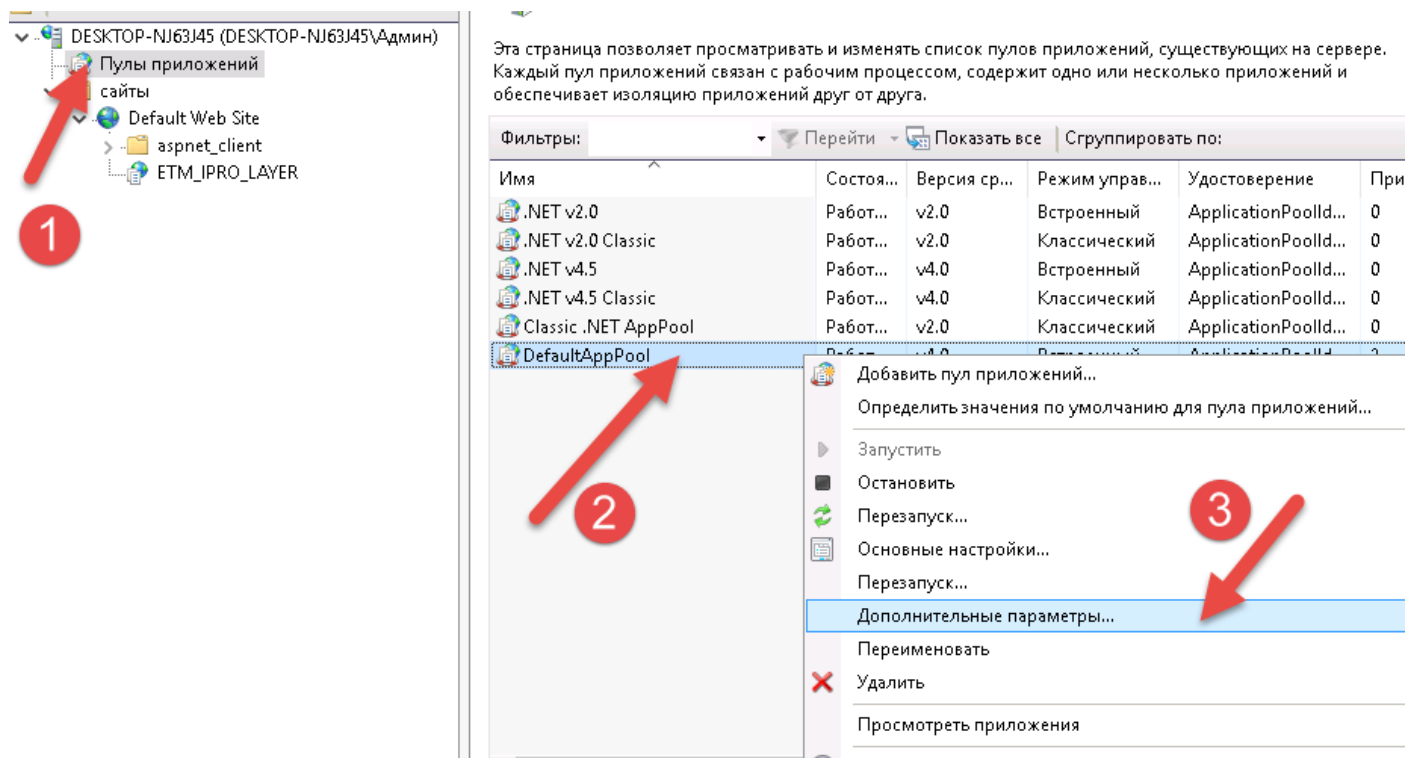 DESKTOP-NJ63J45 (DESKTOP-NJ63J45\Админ)
Пулы приложений
сайты
Default Web Site
aspnet_client
ETM_IPRO_LAYER
1
Эта страница позволяет просматривать и изменять список пулов приложений, существующих на сервере.
Каждый пул приложений связан с рабочим процессом, содержит одно или несколько приложений и
обеспечивает изоляцию приложений друг от друга.
Фильтры: Перейти Показать все Сгруппировать по:
Имя Состоя... Версия ср... Режим управ... Удостоверение При
.NET v2.0 Работ... v2.0 Встроенный ApplicationPoolId... 0
.NET v2.0 Classic Работ... v2.0 Классический ApplicationPoolId... 0
.NET v4.5 Работ... v4.0 Встроенный ApplicationPoolId... 0
.NET v4.5 Classic Работ... v4.0 Классический ApplicationPoolId... 0
Classic .NET AppPool Работ... v2.0 Классический ApplicationPoolId... 0
DefaultAppPool
2
Добавить пул приложений...
Определить значения по умолчанию для пула приложений...
Запустить
Остановить
Перезапуск...
Основные настройки...
Перезапуск...
3
Дополнительные параметры...
Переименовать
Удалить
Просмотреть приложения